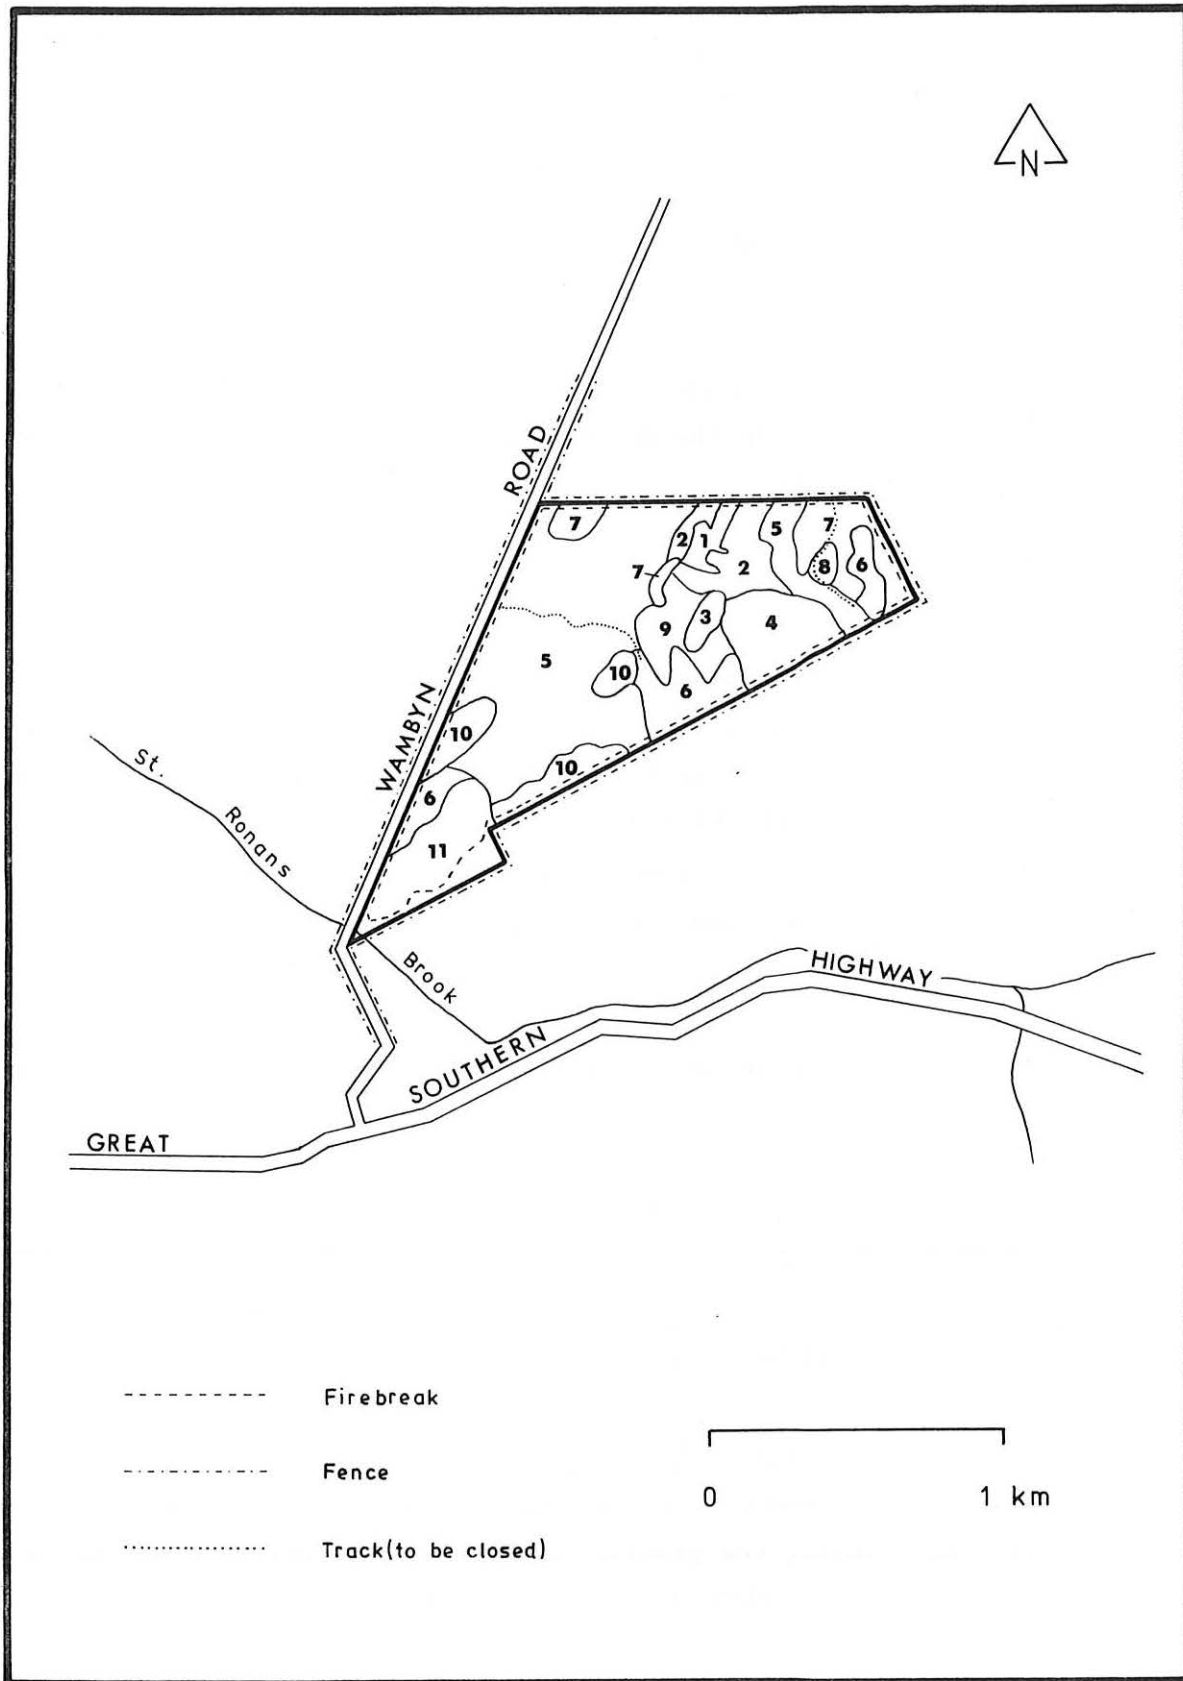 N
WAMBYN ROAD
7
2
1
5
7
2
8
6
7
3
4
9
5
10
6
10
10
6
11
St. Ronans Brook
HIGHWAY
SOUTHERN
GREAT
Firebreak
Fence
Track(to be closed)
0 1 km